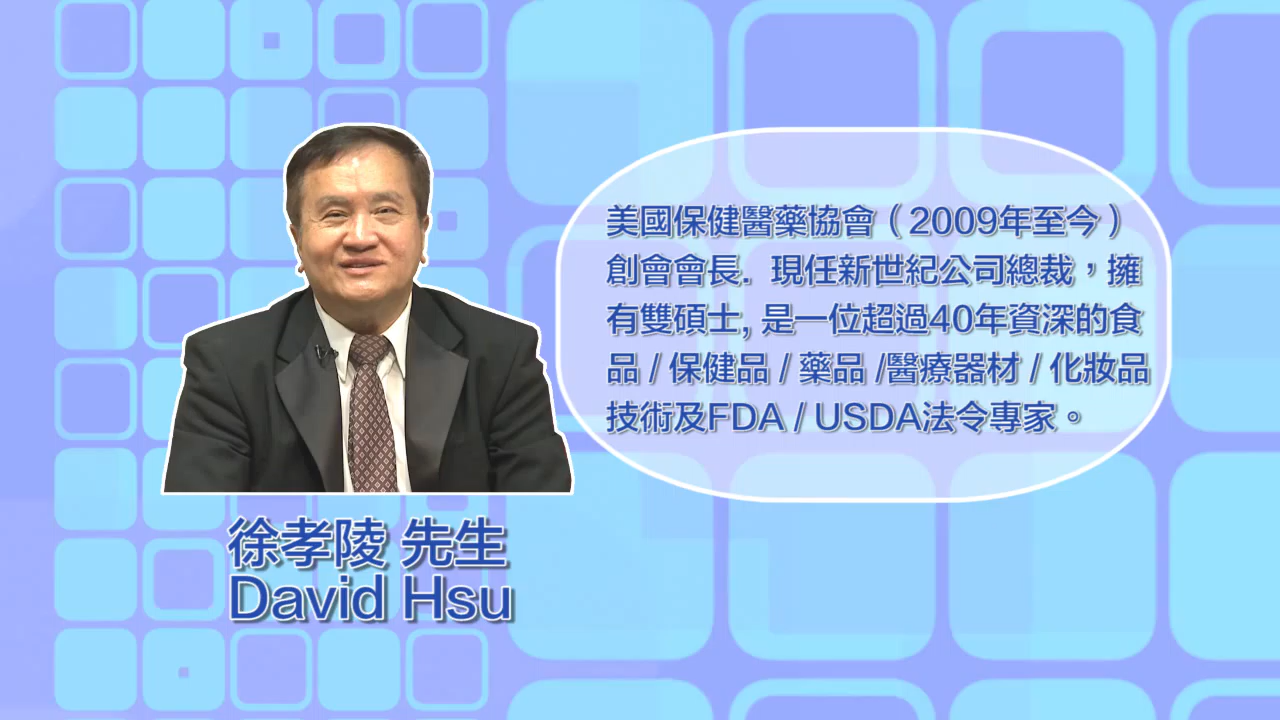 美國保健醫藥協會（2009年至今）
創會會長. 現任新世紀公司總裁，擁
有雙碩士, 是一位超過40年資深的食
品 / 保健品 / 藥品 /醫療器材 / 化妝品
技術及FDA / USDA法令專家。
徐孝陵 先生
David Hsu